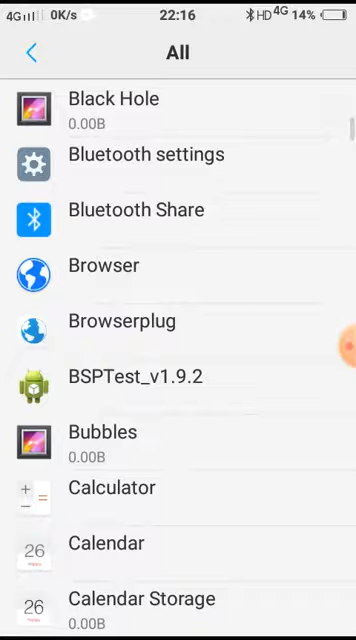 4G 0K/s 22:16 HD 4G 14%
All
Black Hole
0.00B
Bluetooth settings
Bluetooth Share
Browser
Browserplug
BSPTest_v1.9.2
Bubbles
0.00B
Calculator
26
Calendar
26
Calendar Storage
0.00B